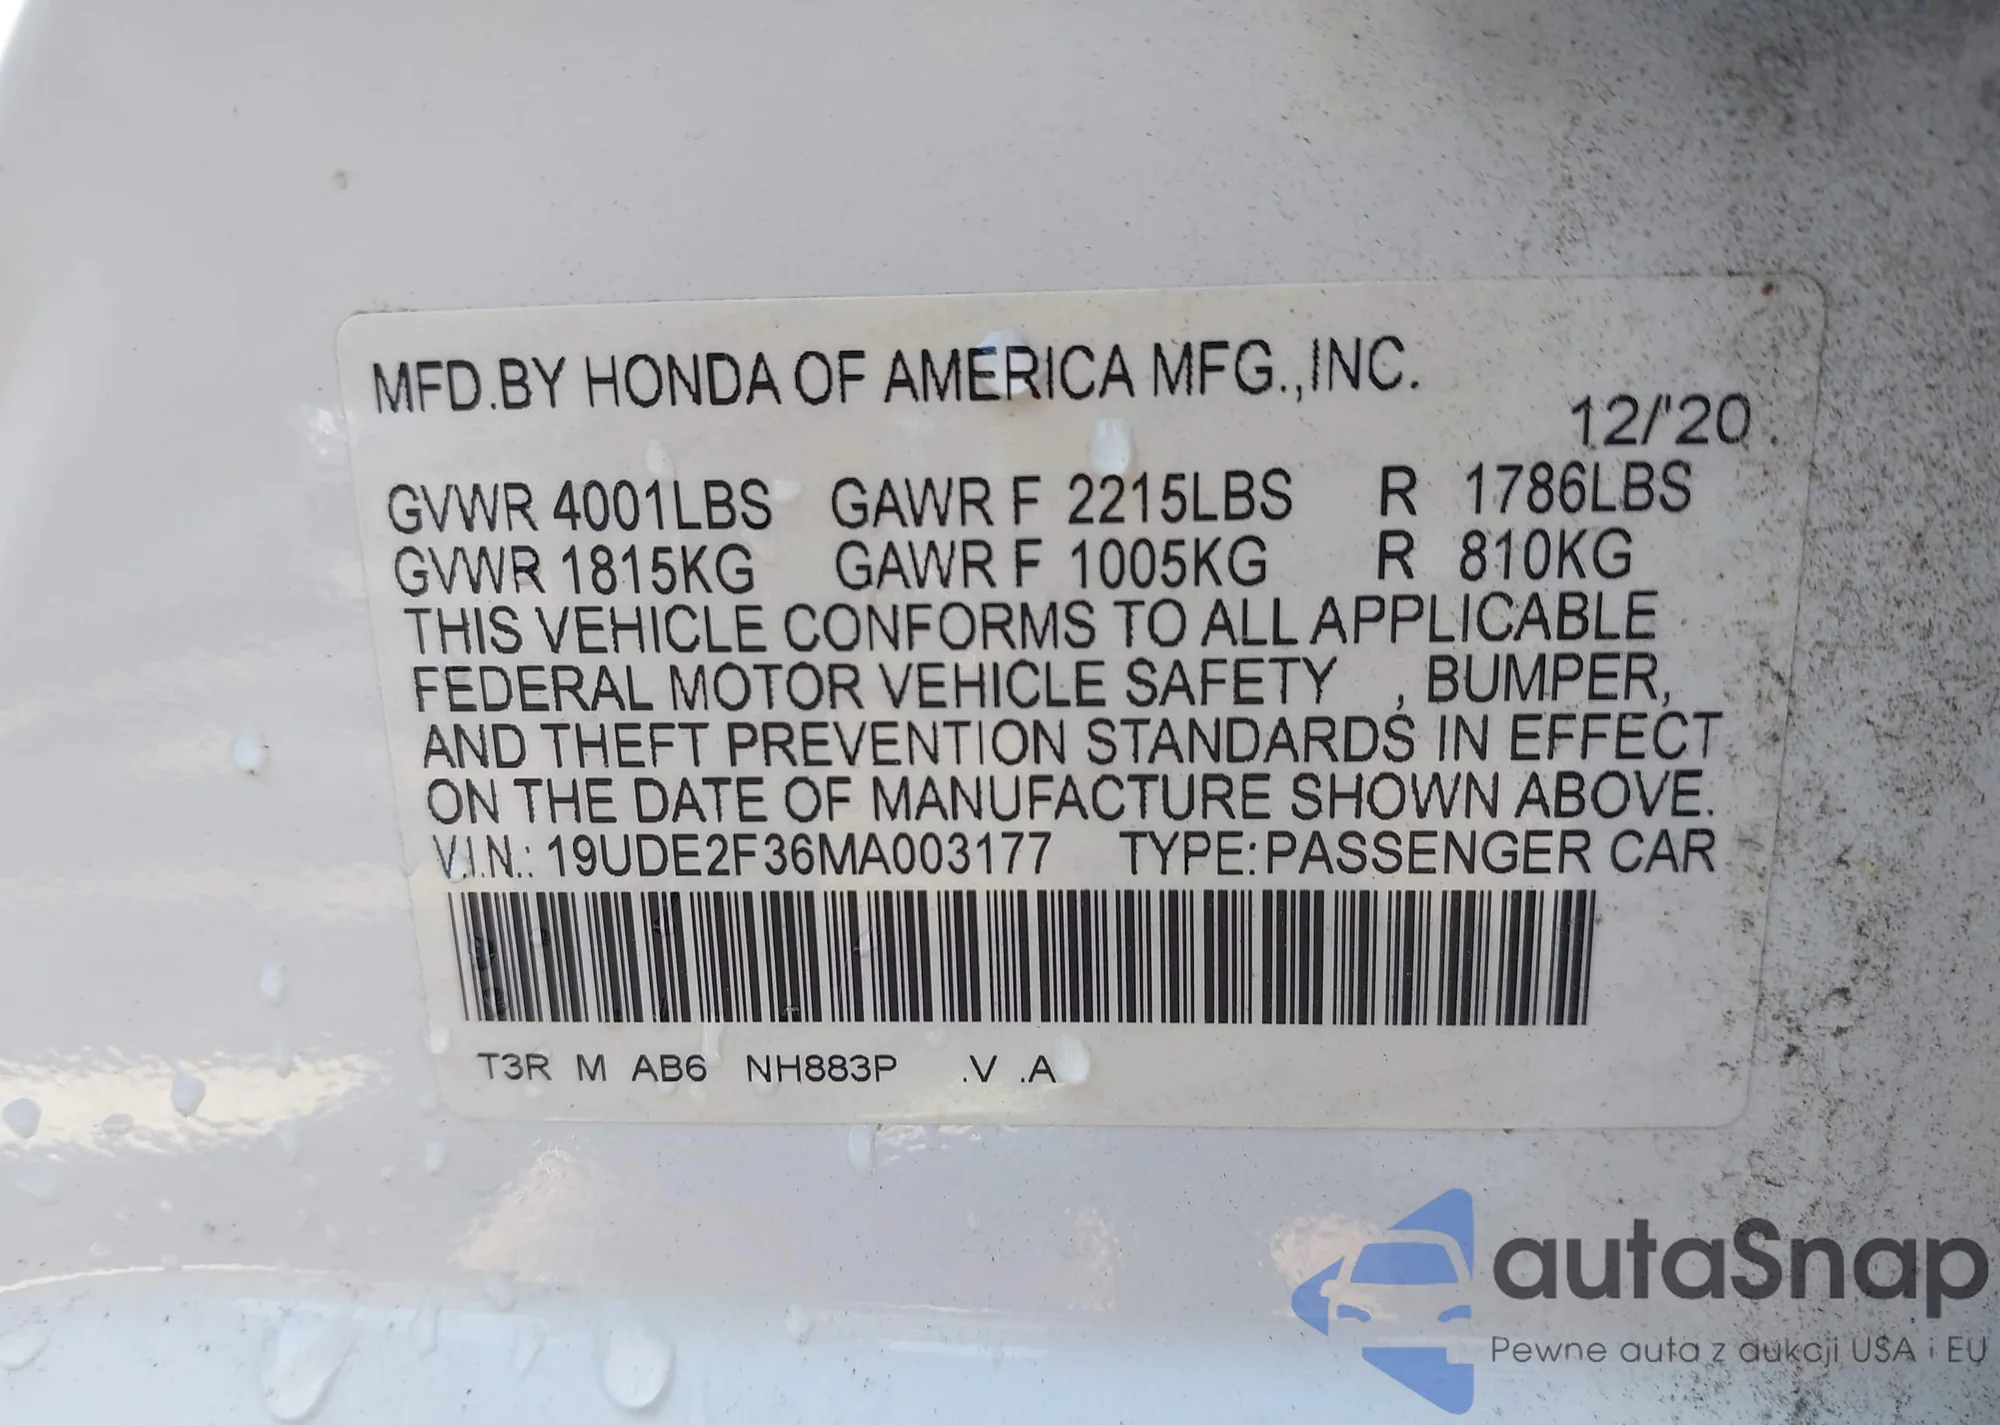 MFD.BY HONDA OF AMERICA MFG.,INC.
12/'20
GVWR 4001LBS GAWR F 2215LBS R 1786LBS
GVWR 1815KG GAWR F 1005KG R 810KG
THIS VEHICLE CONFORMS TO ALL APPLICABLE
FEDERAL MOTOR VEHICLE SAFETY , BUMPER,
AND THEFT PREVENTION STANDARDS IN EFFECT
ON THE DATE OF MANUFACTURE SHOWN ABOVE.
V.I.N.: 19UDE2F36MA003177 TYPE:PASSENGER CAR
T3R M AB6 NH883P .V .A
autaSnap
Pewne auta z aukcji USA i EU